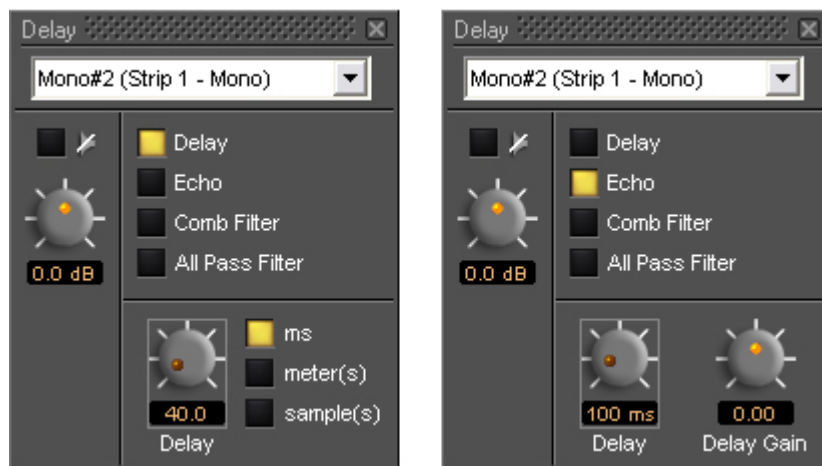 Delay
Mono#2 (Strip 1 - Mono)
Delay
Echo
Comb Filter
All Pass Filter
0.0 dB
ms
meter(s)
sample(s)
40.0
Delay
Delay
Mono#2 (Strip 1 - Mono)
Delay
Echo
Comb Filter
All Pass Filter
0.0 dB
100 ms
0.00
Delay
Delay Gain